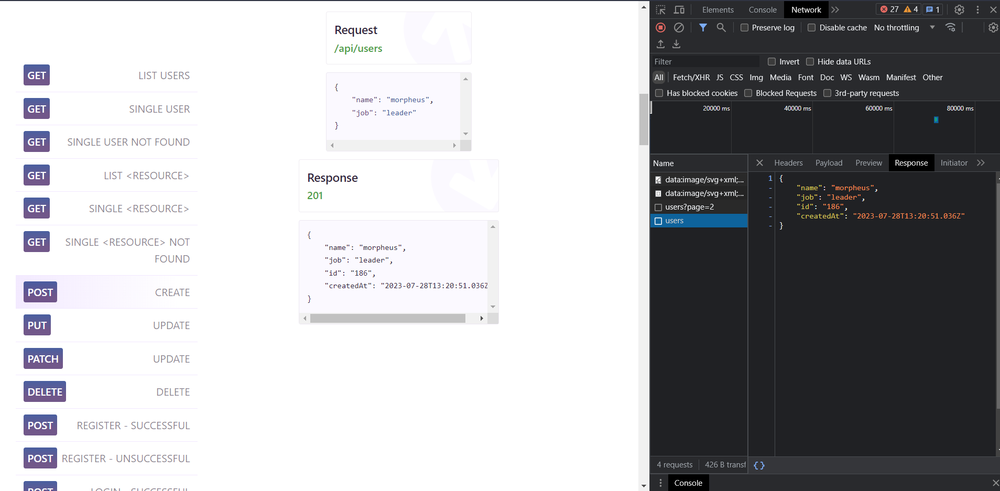 GET LIST USERS
GET SINGLE USER
GET SINGLE USER NOT FOUND
GET LIST <RESOURCE>
GET SINGLE <RESOURCE>
GET SINGLE <RESOURCE> NOT
FOUND
POST CREATE
PUT UPDATE
PATCH UPDATE
DELETE DELETE
POST REGISTER - SUCCESSFUL
POST REGISTER - UNSUCCESSFUL
POST LOGIN - SUCCESSFUL
Request
/api/users
{
"name": "morpheus",
"job": "leader"
}
Response
201
{
"name": "morpheus",
"job": "leader",
"id": "186",
"createdAt": "2023-07-28T13:20:51.036Z
}
Elements Console Network 27 4 1
Preserve log Disable cache No throttling
Filter Invert Hide data URLs
All Fetch/XHR JS CSS Img Media Font Doc WS Wasm Manifest Other
Has blocked cookies Blocked Requests 3rd-party requests
20000 ms 40000 ms 60000 ms 80000 ms
Name
data:image/svg+xml;...
data:image/svg+xml;...
users?page=2
users
Headers Payload Preview Response Initiator
1 {
- "name": "morpheus",
- "job": "leader",
- "id": "186",
- "createdAt": "2023-07-28T13:20:51.036Z"
- }
4 requests 426 B transf
{}
Console